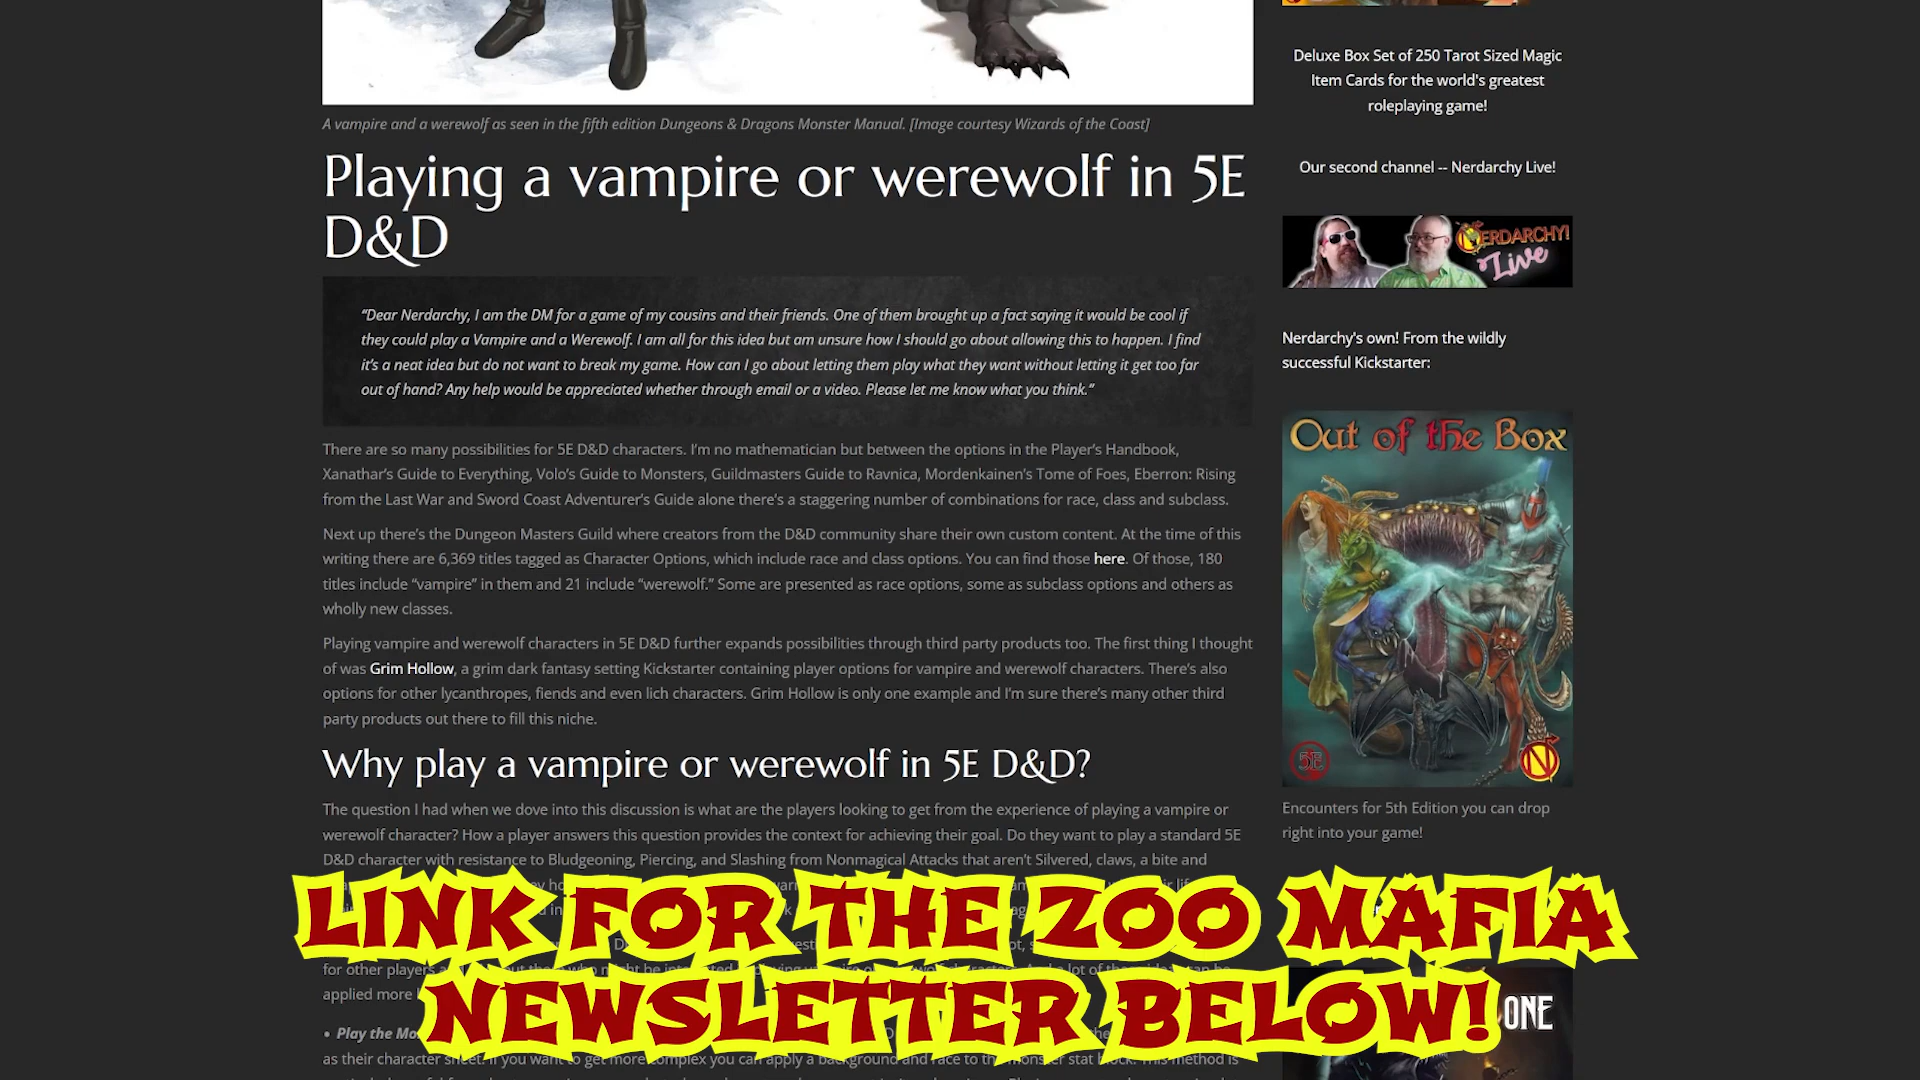 A vampire and a werewolf as seen in the fifth edition Dungeons & Dragons Monster Manual. [Image courtesy Wizards of the Coast]
Playing a vampire or werewolf in 5E
D&D
“Dear Nerdarchy, I am the DM for a game of my cousins and their friends. One of them brought up a fact saying it would be cool if
they could play a Vampire and a Werewolf. I am all for this idea but am unsure how I should go about allowing this to happen. I find
it’s a neat idea but do not want to break my game. How can I go about letting them play what they want without letting it get too far
out of hand? Any help would be appreciated whether through email or a video. Please let me know what you think.”
There are so many possibilities for 5E D&D characters. I’m no mathematician but between the options in the Player’s Handbook,
Xanathar’s Guide to Everything, Volo’s Guide to Monsters, Guildmasters Guide to Ravnica, Mordenkainen’s Tome of Foes, Eberron: Rising
from the Last War and Sword Coast Adventurer’s Guide alone there’s a staggering number of combinations for race, class and subclass.
Next up there’s the Dungeon Masters Guild where creators from the D&D community share their own custom content. At the time of this
writing there are 6,369 titles tagged as Character Options, which include race and class options. You can find those here. Of those, 180
titles include “vampire” in them and 21 include “werewolf.” Some are presented as race options, some as subclass options and others as
wholly new classes.
Playing vampire and werewolf characters in 5E D&D further expands possibilities through third party products too. The first thing I thought
of was Grim Hollow, a grim dark fantasy setting Kickstarter containing player options for vampire and werewolf characters. There’s also
options for other lycanthropes, fiends and even lich characters. Grim Hollow is only one example and I’m sure there’s many other third
party products out there to fill this niche.
Why play a vampire or werewolf in 5E D&D?
The question I had when we dove into this discussion is what are the players looking to get from the experience of playing a vampire or
werewolf character? How a player answers this question provides the context for achieving their goal. Do they want to play a standard 5E
D&D character with resistance to Bludgeoning, Piercing, and Slashing from Nonmagical Attacks that aren’t Silvered, claws, a bite and
for other players
applied more
• Play the
as their character sheet. If you want to get more complex you can apply a background and race to the monster stat block. This method is
LINK FOR THE ZOO MAFIA
NEWSLETTER BELOW!
Deluxe Box Set of 250 Tarot Sized Magic
Item Cards for the world's greatest
roleplaying game!
Our second channel -- Nerdarchy Live!
NERDARCHY!
Live
Nerdarchy's own! From the wildly
successful Kickstarter:
Out of the Box
5E
N
Encounters for 5th Edition you can drop
right into your game!
ONE